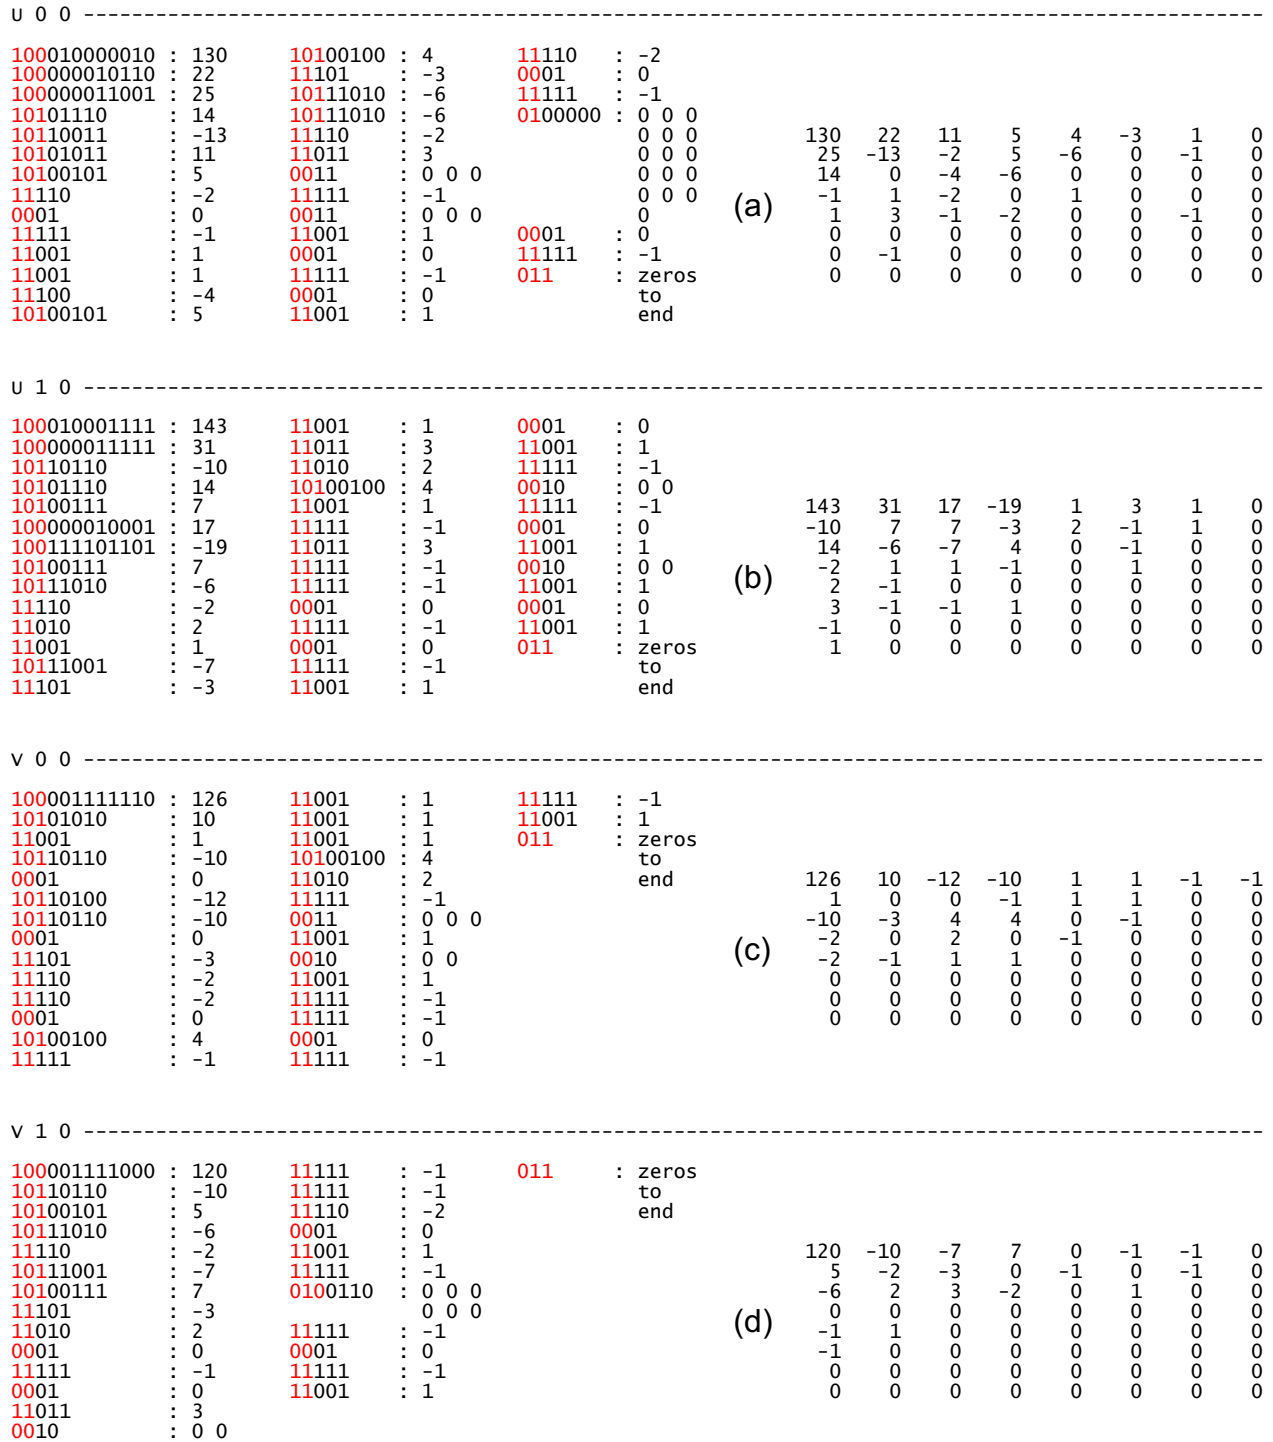 U 0 0 --------------------------------------------------------------------------------------------------
100010000010 : 130 10100100 : 4 11110 : -2
100000010110 : 22 11101 : -3 0001 : 0
100000011001 : 25 10111010 : -6 11111 : -1
10101110 : 14 10111010 : -6 0100000 : 0 0 0
10110011 : -13 11110 : -2 0 0 0 130 22 11 5 4 -3 1 0
10101011 : 11 11011 : 3 0 0 0 25 -13 -2 5 -6 0 -1 0
10100101 : 5 0011 : 0 0 0 0 0 0 14 0 -4 -6 0 0 0 0
11110 : -2 11111 : -1 0 0 0 (a) -1 1 -2 0 1 0 0 0
0001 : 0 0011 : 0 0 0 0 1 3 -1 -2 0 0 -1 0
11111 : -1 11001 : 1 0001 : 0 0 0 0 0 0 0 0 0
11001 : 1 0001 : 0 11111 : -1 0 -1 0 0 0 0 0 0
11001 : 1 11111 : -1 011 : zeros 0 0 0 0 0 0 0 0
11100 : -4 0001 : 0 to
10100101 : 5 11001 : 1 end
U 1 0 --------------------------------------------------------------------------------------------------
100010001111 : 143 11001 : 1 0001 : 0
100000011111 : 31 11011 : 3 11001 : 1
10110110 : -10 11010 : 2 11111 : -1
10101110 : 14 10100100 : 4 0010 : 0 0
10100111 : 7 11001 : 1 11111 : -1 143 31 17 -19 1 3 1 0
100000010001 : 17 11111 : -1 0001 : 0 -10 7 7 -3 2 -1 1 0
100111101101 : -19 11011 : 3 11001 : 1 14 -6 -7 4 0 -1 0 0
10100111 : 7 11111 : -1 0010 : 0 0 (b) -2 1 1 -1 0 1 0 0
10111010 : -6 11111 : -1 11001 : 1 2 -1 0 0 0 0 0 0
11110 : -2 0001 : 0 0001 : 0 3 -1 -1 1 0 0 0 0
11010 : 2 11111 : -1 11001 : 1 -1 0 0 0 0 0 0 0
11001 : 1 0001 : 0 011 : zeros 1 0 0 0 0 0 0 0
10111001 : -7 11111 : -1 to
11101 : -3 11001 : 1 end
V 0 0 --------------------------------------------------------------------------------------------------
100001111110 : 126 11001 : 1 11111 : -1
10101010 : 10 11001 : 1 11001 : 1
11001 : 1 11001 : 1 011 : zeros
10110110 : -10 10100100 : 4 to
0001 : 0 11010 : 2 end 126 10 -12 -10 1 1 -1 -1
10110100 : -12 11111 : -1 1 0 0 -1 1 1 0 0
10110110 : -10 0011 : 0 0 0 -10 -3 4 4 0 -1 0 0
0001 : 0 11001 : 1 (c) -2 0 2 0 -1 0 0 0
11101 : -3 0010 : 0 0 -2 -1 1 1 0 0 0 0
11110 : -2 11001 : 1 0 0 0 0 0 0 0 0
11110 : -2 11111 : -1 0 0 0 0 0 0 0 0
0001 : 0 11111 : -1 0 0 0 0 0 0 0 0
10100100 : 4 0001 : 0
11111 : -1 11111 : -1
V 1 0 --------------------------------------------------------------------------------------------------
100001111000 : 120 11111 : -1 011 : zeros
10110110 : -10 11111 : -1 to
10100101 : 5 11110 : -2 end
10111010 : -6 0001 : 0
11110 : -2 11001 : 1 120 -10 -7 7 0 -1 -1 0
10111001 : -7 11111 : -1 5 -2 -3 0 -1 0 -1 0
10100111 : 7 0100110 : 0 0 0 -6 2 3 -2 0 1 0 0
11101 : -3 0 0 0 0 0 0 0 0 0 0 0
11010 : 2 11111 : -1 (d) -1 1 0 0 0 0 0 0
0001 : 0 0001 : 0 -1 0 0 0 0 0 0 0
11111 : -1 11111 : -1 0 0 0 0 0 0 0 0
0001 : 0 11001 : 1 0 0 0 0 0 0 0 0
11011 : 3
0010 : 0 0